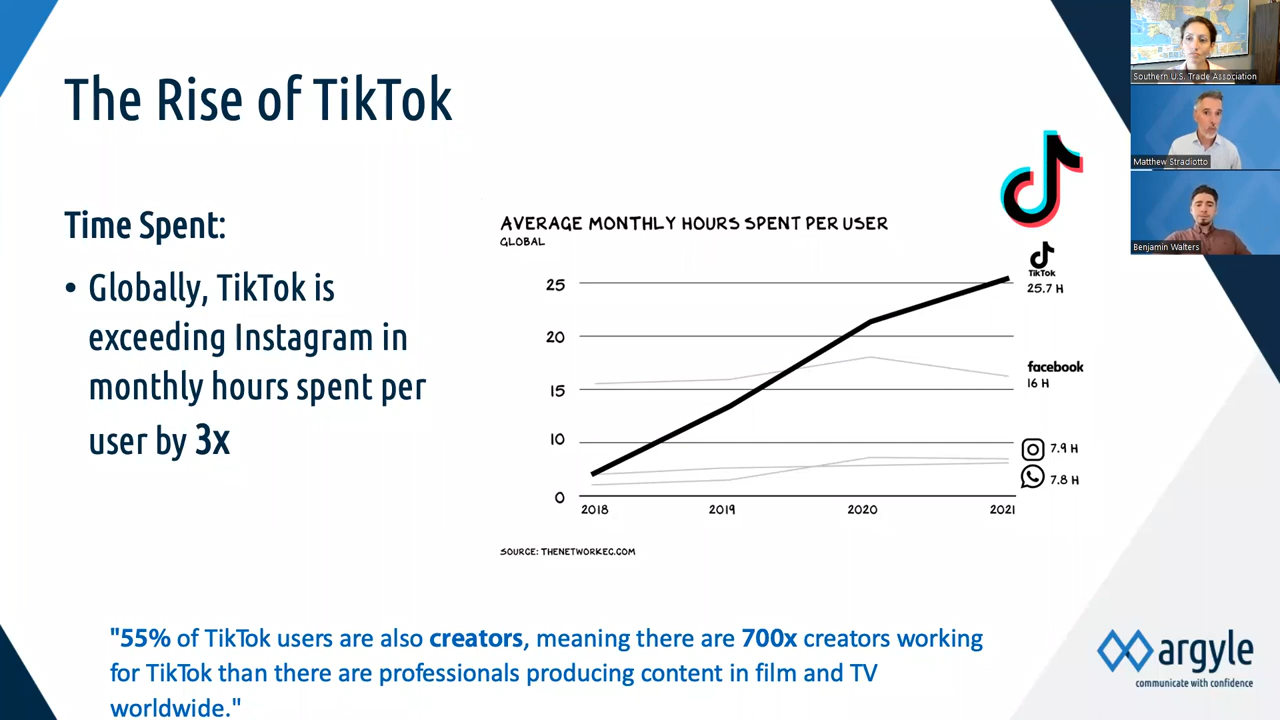 The Rise of TikTok
Time Spent:
• Globally, TikTok is
exceeding Instagram in
monthly hours spent per
user by 3x
AVERAGE MONTHLY HOURS SPENT PER USER
GLOBAL
25
20
15
10
0
2018
2019
2020
2021
TikTok
25.7 H
facebook
16 H
7.9 H
7.8 H
SOURCE: THENETWORKEC.COM
"55% of TikTok users are also creators, meaning there are 700x creators working
for TikTok than there are professionals producing content in film and TV
worldwide."
argyle
communicate with confidence
Southern U.S. Trade Association
Matthew Stradiotto
Benjamin Walters